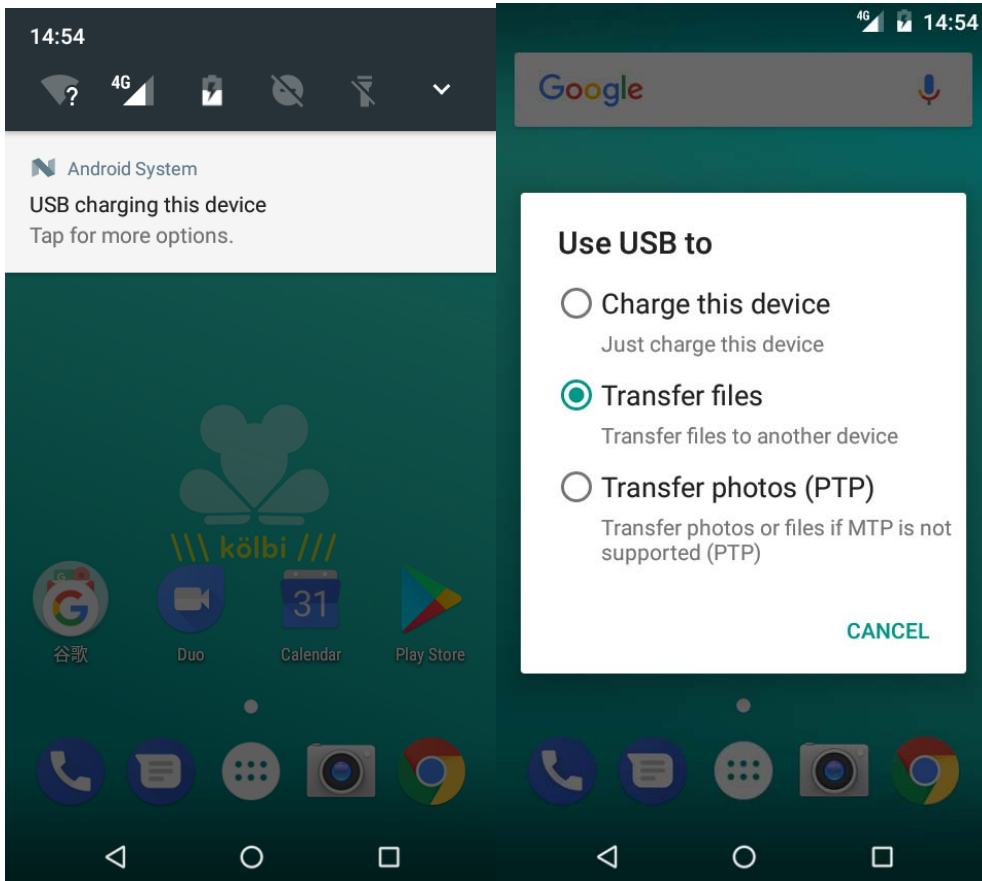 14:54
4G
Android System
USB charging this device
Tap for more options.
\\\ kölbi ///
31
谷歌
Duo
Calendar
Play Store
4G
14:54
Google
Use USB to
Charge this device
Just charge this device
Transfer files
Transfer files to another device
Transfer photos (PTP)
Transfer photos or files if MTP is not
supported (PTP)
CANCEL